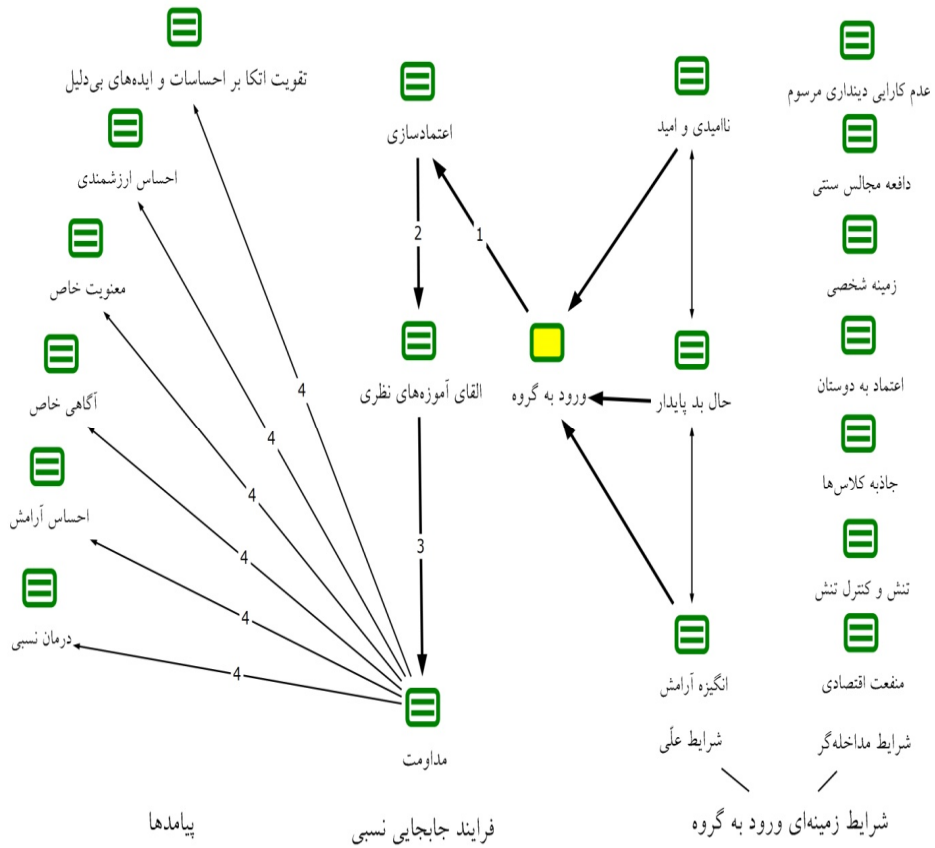 عدم کارایی دینداری مرسوم
دافعه مجالس سنتی
زمینه شخصی
اعتماد به دوستان
جاذبه کلاس‌ها
تنش و کنترل تنش
منفعت اقتصادی
شرایط مداخله‌گر
ناامیدی و امید
حال بد پایدار
انگیزه آرامش
شرایط علّی
شرایط زمینه‌ای ورود به گروه
ورود به گروه
1
اعتمادسازی
2
القای آموزه‌های نظری
3
مداومت
فرایند جابجایی نسبی
4
4
4
4
4
4
تقویت اتکا بر احساسات و ایده‌های بی‌دلیل
احساس ارزشمندی
معنویت خاص
آگاهی خاص
احساس آرامش
درمان نسبی
پیامدها